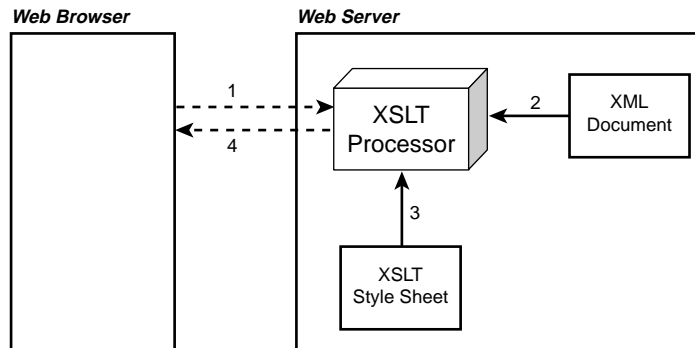 Web Browser
Web Server
1
XSLT
Processor
2
XML
Document
4
3
XSLT
Style Sheet